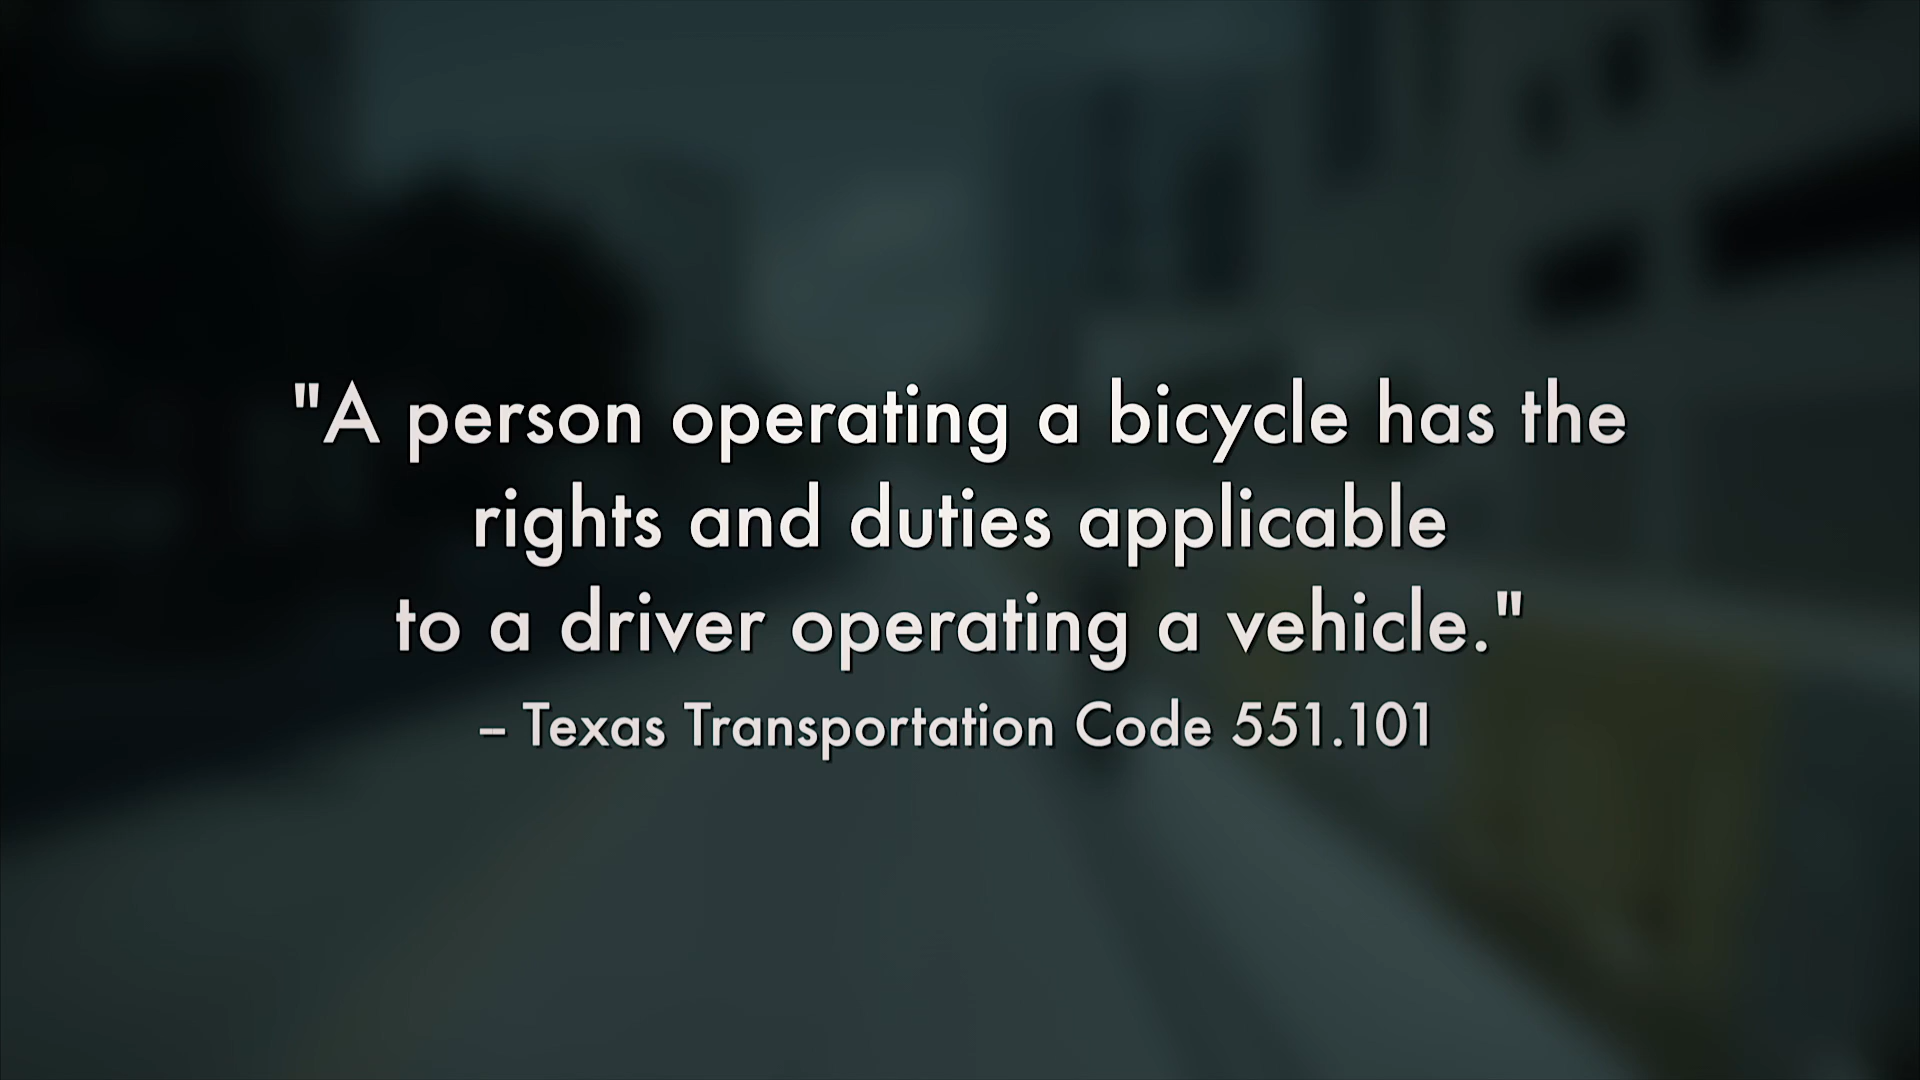 "A person operating a bicycle has the
rights and duties applicable
to a driver operating a vehicle."
– Texas Transportation Code 551.101